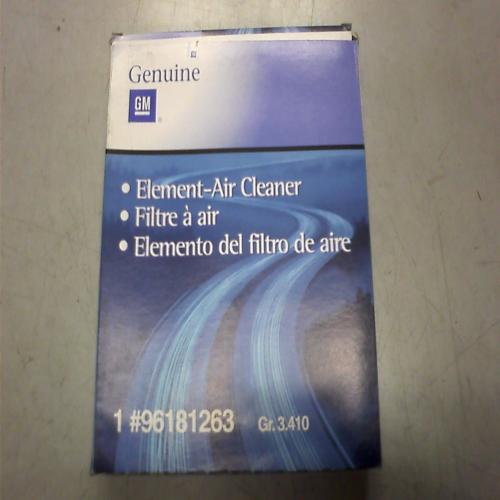 Genuine
GM
• Element-Air Cleaner
• Filtre à air
• Elemento del filtro de aire
1 #96181263 Gr. 3.410